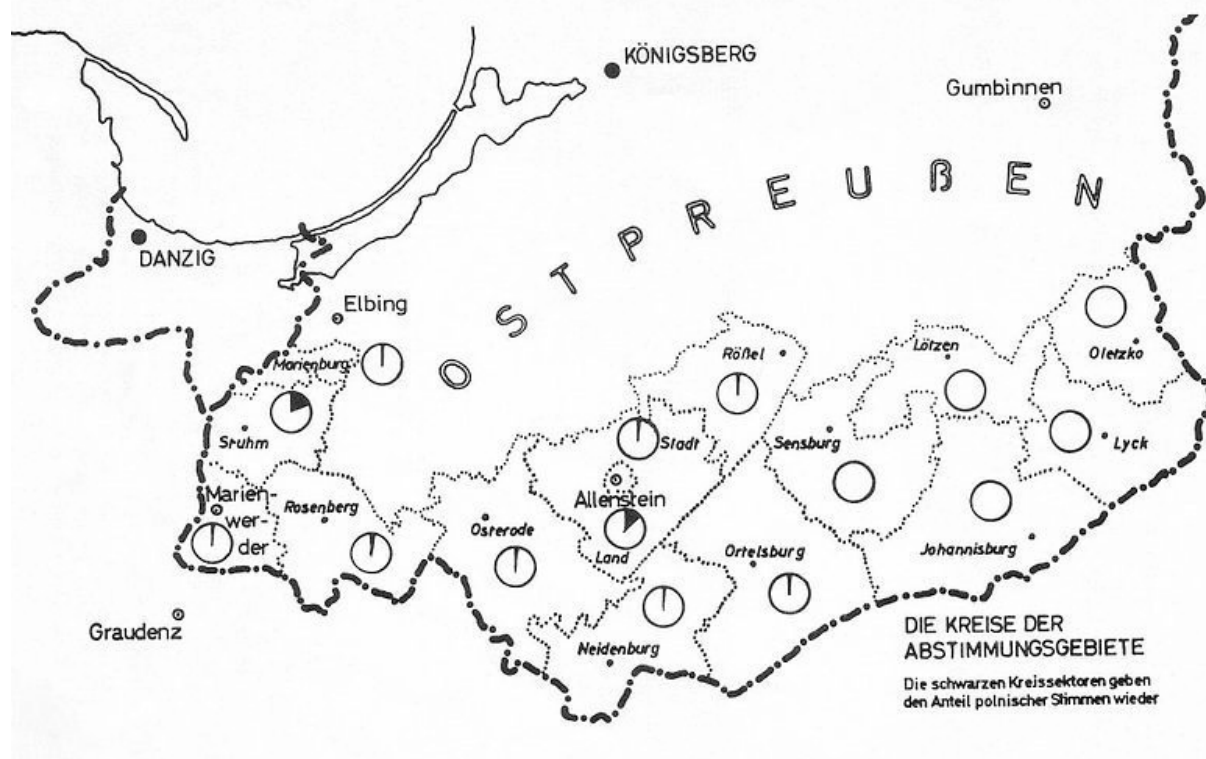 KÖNIGSBERG
Gumbinnen
OSTPREUßEN
DANZIG
Elbing
Marienburg
Rößel
Lötzen
Oletzko
Stuhm
Stadt
Sensburg
Lyck
Marien-
wer-
der
Rosenberg
Osterode
Allenstein
Land
Ortelsburg
Johannisburg
Graudenz
Neidenburg
DIE KREISE DER
ABSTIMMUNGSGEBIETE
Die schwarzen Kreissektoren geben
den Anteil polnischer Stimmen wieder